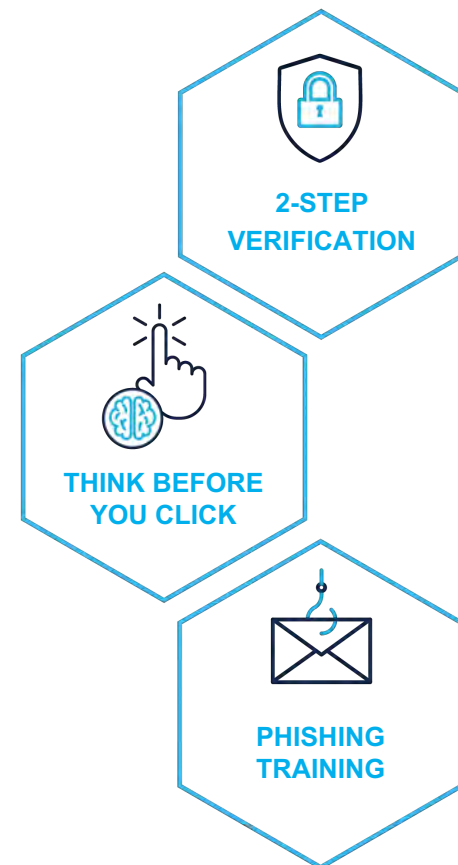 2-STEP
VERIFICATION
THINK BEFORE
YOU CLICK
PHISHING
TRAINING